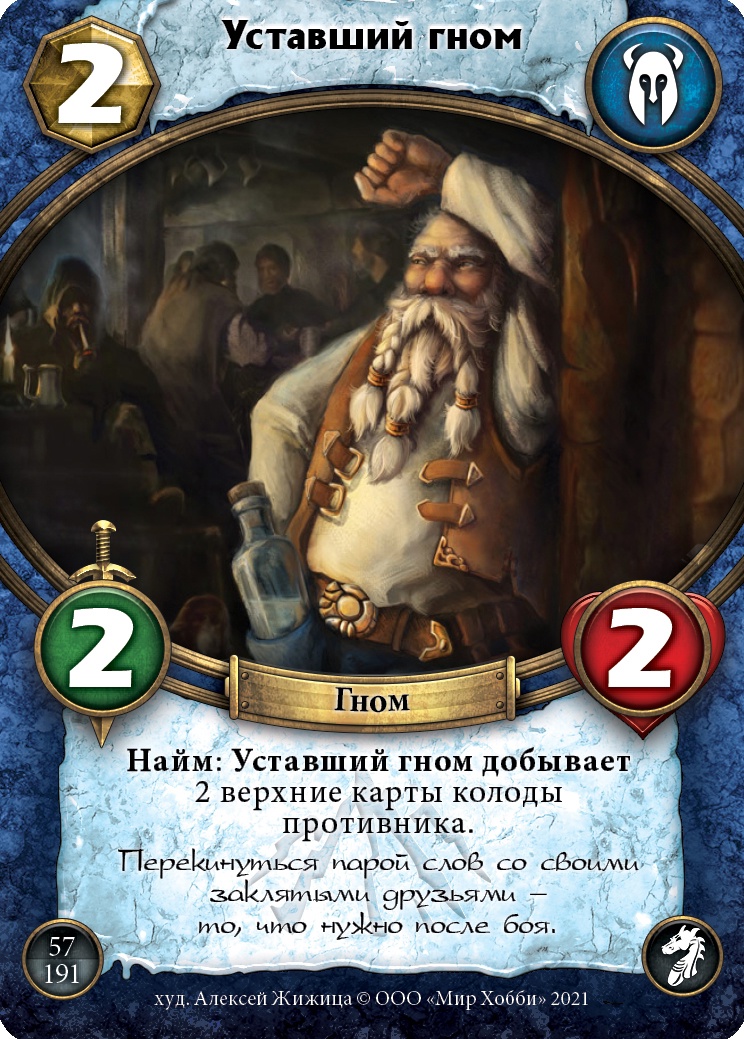 Уставший гном
2
2
2
Гном
Найм: Уставший гном добывает
2 верхние карты колоды
противника.
Перекинуться парой слов со своими
заклятыми друзьями –
то, что нужно после боя.
57
191
худ. Алексей Жижица © ООО «Мир Хобби» 2021